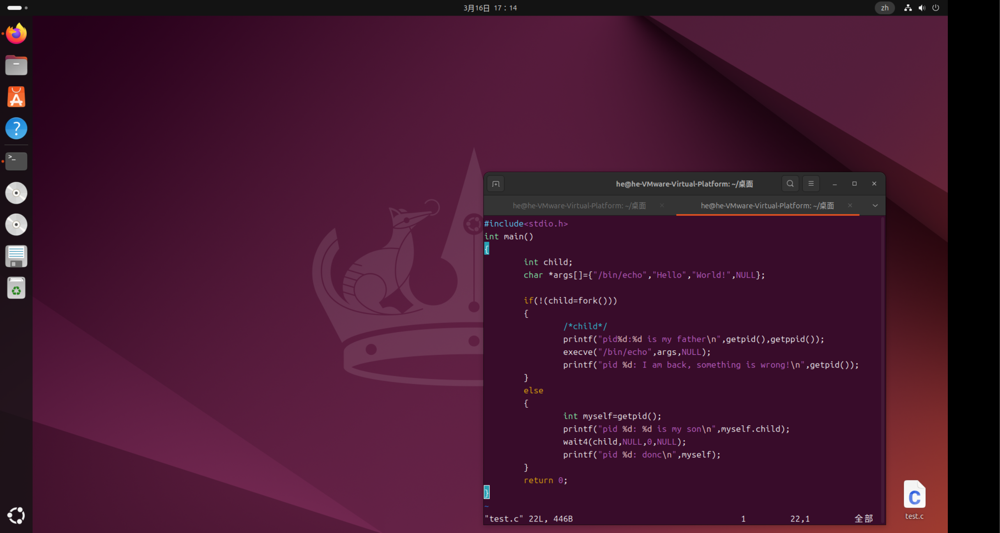 3月16日 17：14
zh
he@he-VMware-Virtual-Platform: ~/桌面
he@he-VMware-Virtual-Platform: ~/桌面
he@he-VMware-Virtual-Platform: ~/桌面
#include<stdio.h>
int main()
{
        int child;
        char *args[]={"/bin/echo","Hello","World!",NULL};

        if(!(child=fork()))
        {
                /*child*/
                printf("pid%d:%d is my father\n",getpid(),getppid());
                execve("/bin/echo",args,NULL);
                printf("pid %d: I am back, something is wrong!\n",getpid());
        }
        else
        {
                int myself=getpid();
                printf("pid %d: %d is my son\n",myself.child);
                wait4(child,NULL,0,NULL);
                printf("pid %d: donc\n",myself);
        }
        return 0;
}
~
"test.c" 22L, 446B 1 22,1 全部
test.c